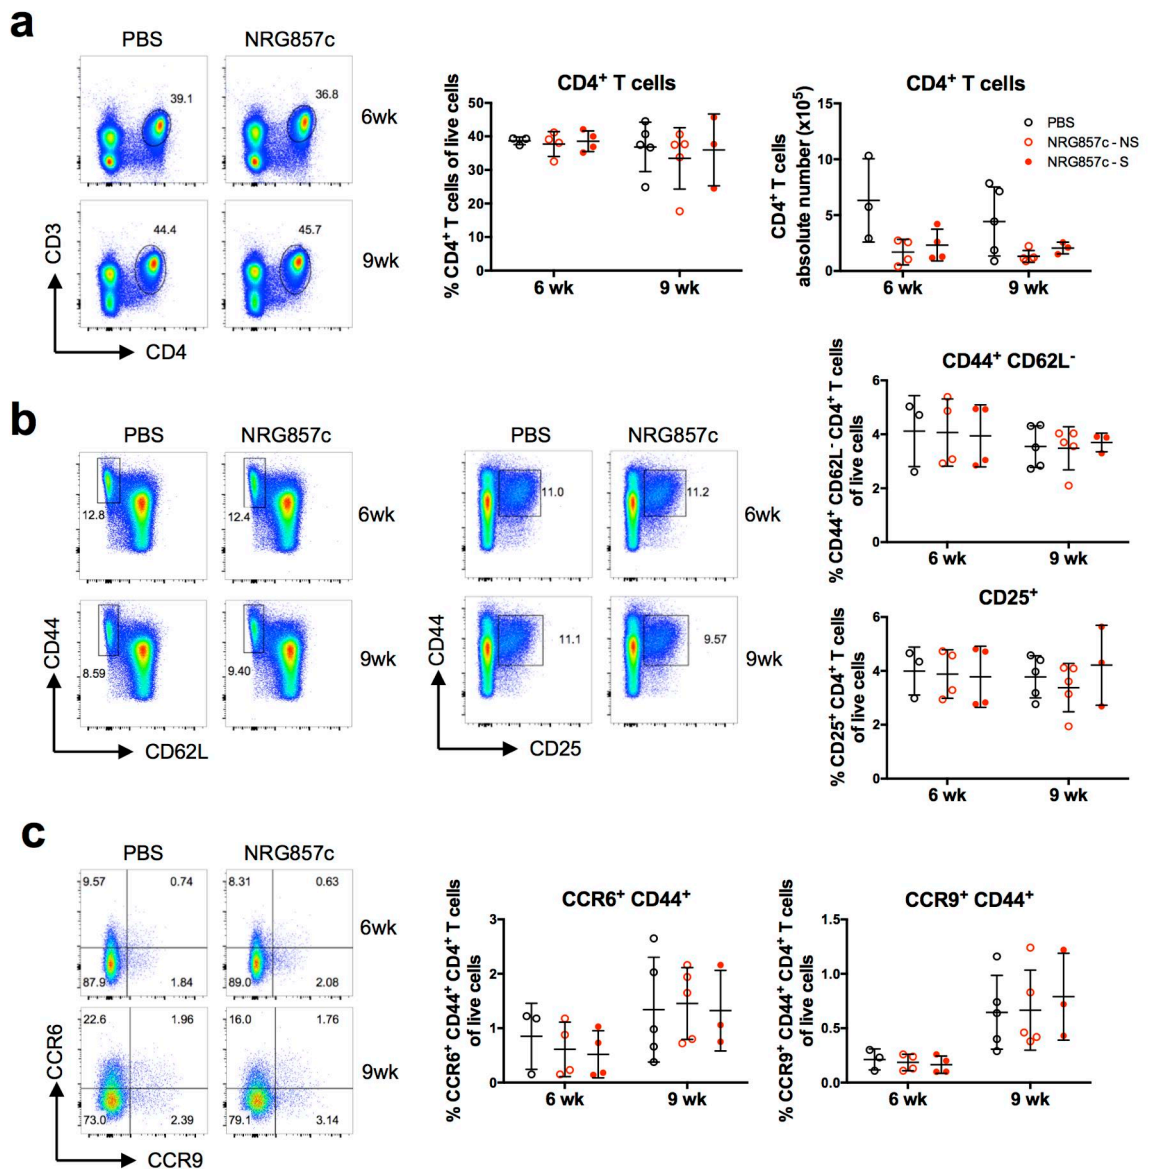 a
PBS
NRG857c
39.1
36.8
6wk
44.4
45.7
9wk
CD3
CD4
CD4⁺ T cells
% CD4⁺ T cells of live cells
50
40
30
20
10
0
6 wk
9 wk
CD4⁺ T cells
CD4⁺ T cells
absolute number (x10⁵)
15
10
5
0
6 wk
9 wk
PBS
NRG857c - NS
NRG857c - S
b
PBS
NRG857c
12.8
12.4
6wk
8.59
9.40
9wk
CD44
CD62L
PBS
NRG857c
11.0
11.2
6wk
11.1
9.57
9wk
CD44
CD25
CD44⁺ CD62L⁻
% CD44⁺ CD62L⁻ CD4⁺ T cells
of live cells
6
4
2
0
6 wk
9 wk
CD25⁺
% CD25⁺ CD4⁺ T cells
of live cells
6
4
2
0
6 wk
9 wk
c
PBS
NRG857c
9.57
0.74
8.31
0.63
6wk
87.9
1.84
89.0
2.08
22.6
1.96
16.0
1.76
9wk
73.0
2.39
79.1
3.14
CCR6
CCR9
CCR6⁺ CD44⁺
% CCR6⁺ CD44⁺ CD4⁺ T cells
of live cells
3
2
1
0
6 wk
9 wk
CCR9⁺ CD44⁺
% CCR9⁺ CD44⁺ CD4⁺ T cells
of live cells
1.5
1.0
0.5
0.0
6 wk
9 wk